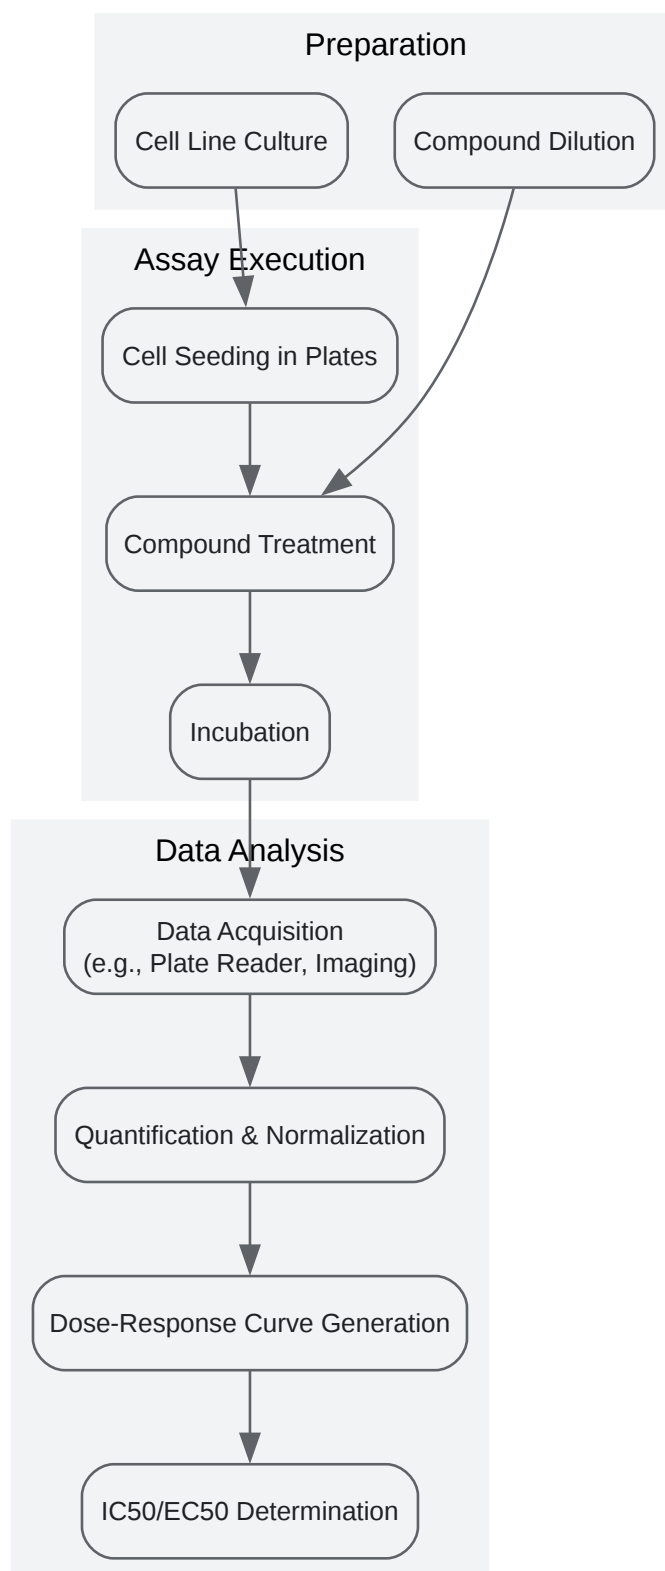 Preparation
Cell Line Culture
Compound Dilution
Assay Execution
Cell Seeding in Plates
Compound Treatment
Incubation
Data Analysis
Data Acquisition
(e.g., Plate Reader, Imaging)
Quantification & Normalization
Dose-Response Curve Generation
IC50/EC50 Determination